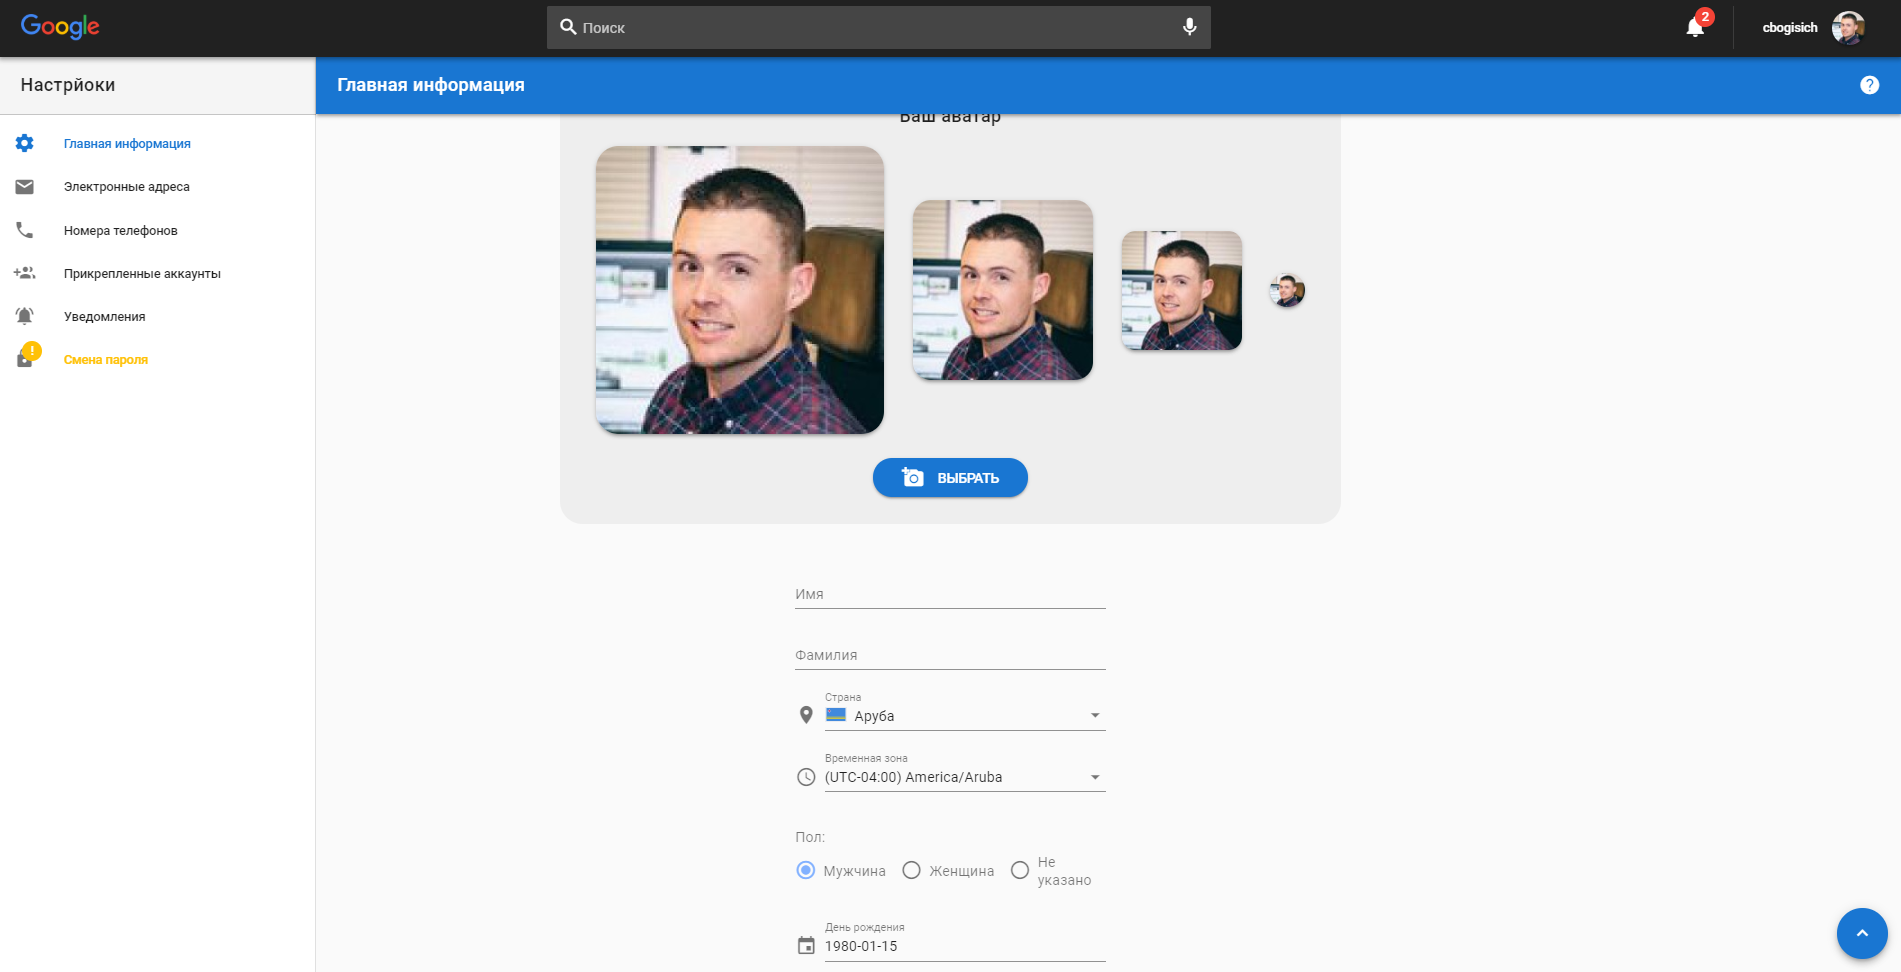 Google
Поиск
2
cbogisich
Настрйоки
Главная информация
?
Главная информация
Электронные адреса
Номера телефонов
Прикрепленные аккаунты
Уведомления
!
Смена пароля
Ваш аватар
ВЫБРАТЬ
Имя
Фамилия
Страна
Аруба
Временная зона
(UTC-04:00) America/Aruba
Пол:
Мужчина
Женщина
Не
указано
День рождения
1980-01-15